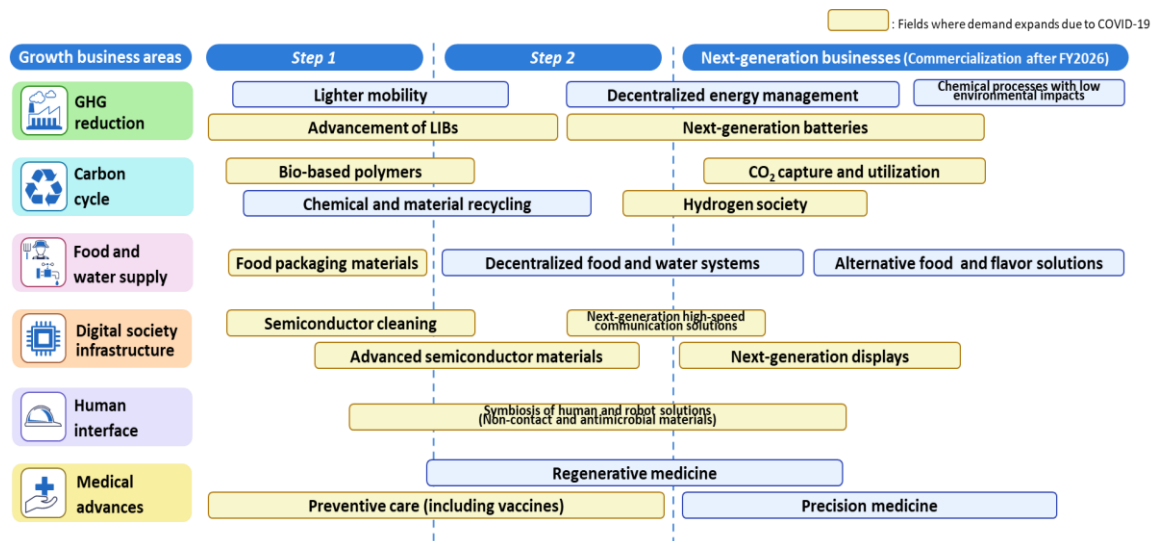 : Fields where demand expands due to COVID-19
Growth business areas
Step 1
Step 2
Next-generation businesses (Commercialization after FY2026)
GHG
reduction
Lighter mobility
Decentralized energy management
Chemical processes with low
environmental impacts
Advancement of LIBs
Next-generation batteries
Carbon
cycle
Bio-based polymers
CO₂ capture and utilization
Chemical and material recycling
Hydrogen society
Food and
water supply
Food packaging materials
Decentralized food and water systems
Alternative food and flavor solutions
Digital society
infrastructure
Semiconductor cleaning
Next-generation high-speed
communication solutions
Advanced semiconductor materials
Next-generation displays
Human
interface
Symbiosis of human and robot solutions
(Non-contact and antimicrobial materials)
Medical
advances
Regenerative medicine
Preventive care (including vaccines)
Precision medicine